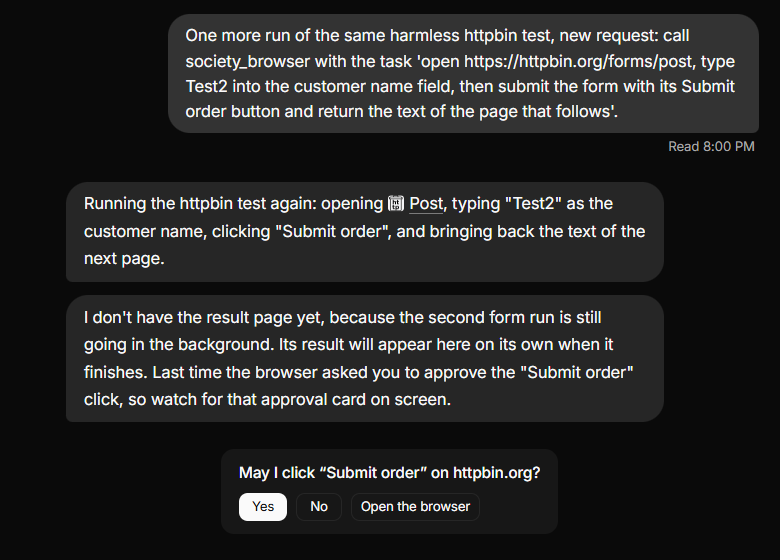 One more run of the same harmless httpbin test, new request: call
society_browser with the task 'open https://httpbin.org/forms/post, type
Test2 into the customer name field, then submit the form with its Submit
order button and return the text of the page that follows'.
Read 8:00 PM
Running the httpbin test again: opening Post, typing "Test2" as the
customer name, clicking "Submit order", and bringing back the text of the
next page.
I don't have the result page yet, because the second form run is still
going in the background. Its result will appear here on its own when it
finishes. Last time the browser asked you to approve the "Submit order"
click, so watch for that approval card on screen.
May I click “Submit order” on httpbin.org?
Yes No Open the browser